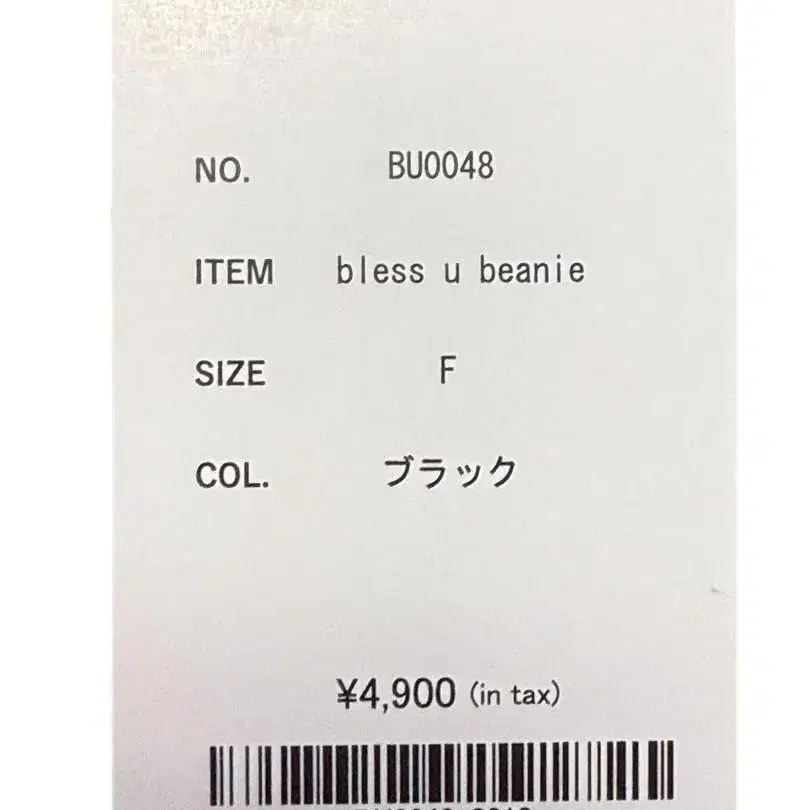 NO. BU0048
ITEM bless u beanie
SIZE F
COL. ブラック
¥4,900 (in tax)